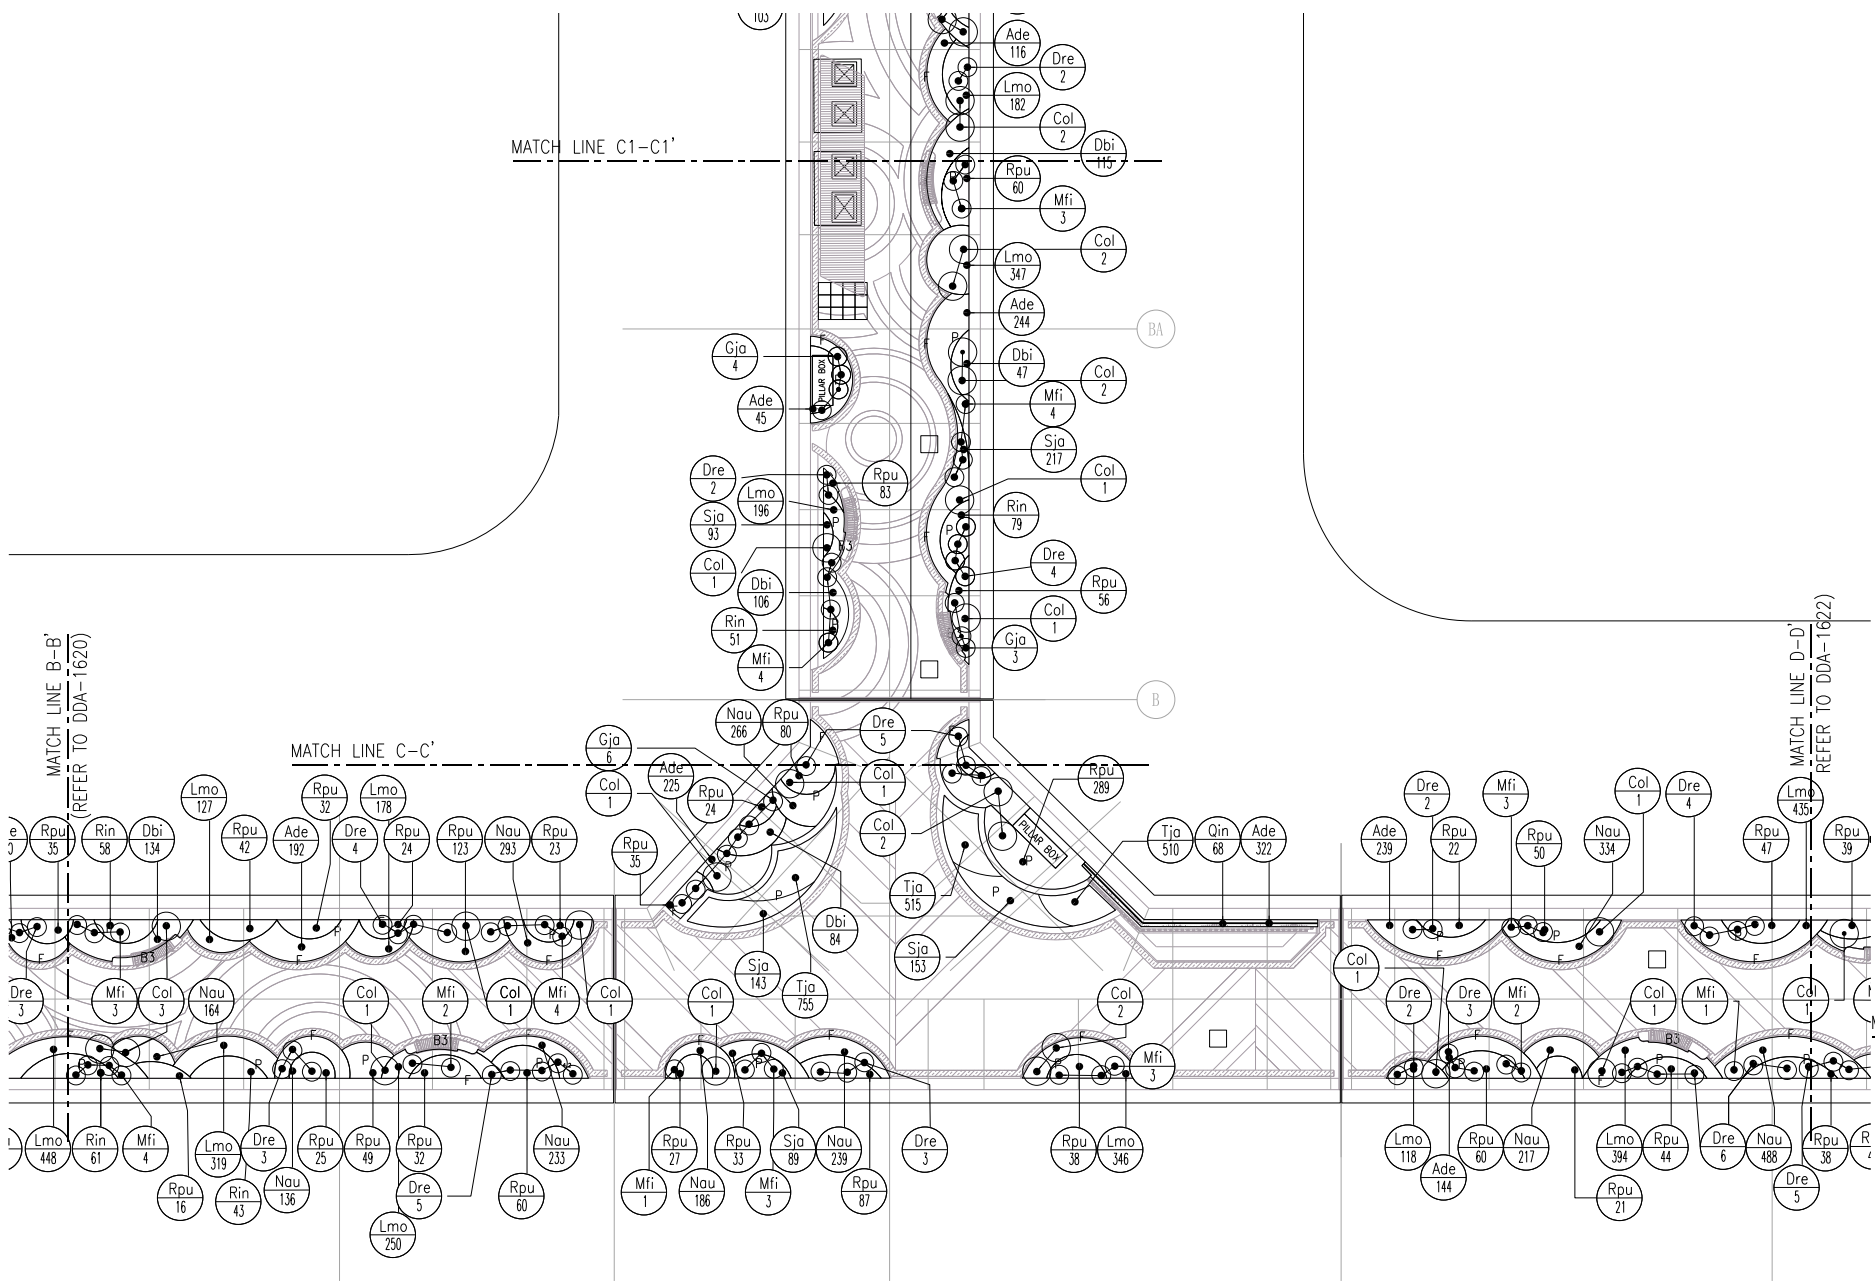 103
Ade
116
Dre
2
Lmo
182
Col
2
MATCH LINE C1-C1'
Dbi
115
Rpu
60
Mfi
3
Col
2
Lmo
347
Ade
244
BA
Gja
4
PILLAR BOX
Dbi
47
Col
2
Ade
45
Mfi
4
Sja
217
Dre
2
Rpu
83
Col
1
Lmo
196
Rin
79
Sja
93
Col
1
Dre
4
Dbi
106
Rpu
56
Rin
51
Col
1
Mfi
4
Gja
3
MATCH LINE B-B'
(REFER TO DDA-1620)
MATCH LINE D-D'
(REFER TO DDA-1622)
B
MATCH LINE C-C'
Nau
266
Rpu
80
Dre
5
Gja
6
Ade
225
Col
1
Col
1
Rpu
24
Rpu
289
Col
2
PILLAR BOX
Rpu
35
Lmo
127
Rpu
32
Lmo
178
Rpu
35
Rin
58
Dbi
134
Rpu
42
Ade
192
Dre
4
Rpu
24
Rpu
123
Nau
293
Rpu
23
Tja
510
Qin
68
Ade
322
Tja
515
Dbi
84
Sja
153
Sja
143
Tja
755
Dre
2
Mfi
3
Col
1
Dre
4
Lmo
435
Ade
239
Rpu
22
Rpu
50
Nau
334
Rpu
47
Rpu
39
B3
Dre
3
Mfi
3
Col
3
Nau
164
Col
1
Mfi
2
Col
1
Mfi
4
Col
1
Col
1
Col
2
Col
1
Dre
2
Dre
3
Mfi
2
Col
1
Mfi
1
Col
1
B3
B3
Mfi
3
Lmo
448
Rin
61
Mfi
4
Lmo
319
Dre
3
Rpu
25
Rpu
49
Rpu
32
Nau
233
Rpu
16
Rin
43
Nau
136
Dre
5
Rpu
60
Lmo
250
Rpu
27
Rpu
33
Sja
89
Nau
239
Dre
3
Mfi
1
Nau
186
Mfi
3
Rpu
87
Rpu
38
Lmo
346
Lmo
118
Rpu
60
Nau
217
Lmo
394
Rpu
44
Dre
6
Nau
488
Rpu
38
Ade
144
Rpu
21
Dre
5